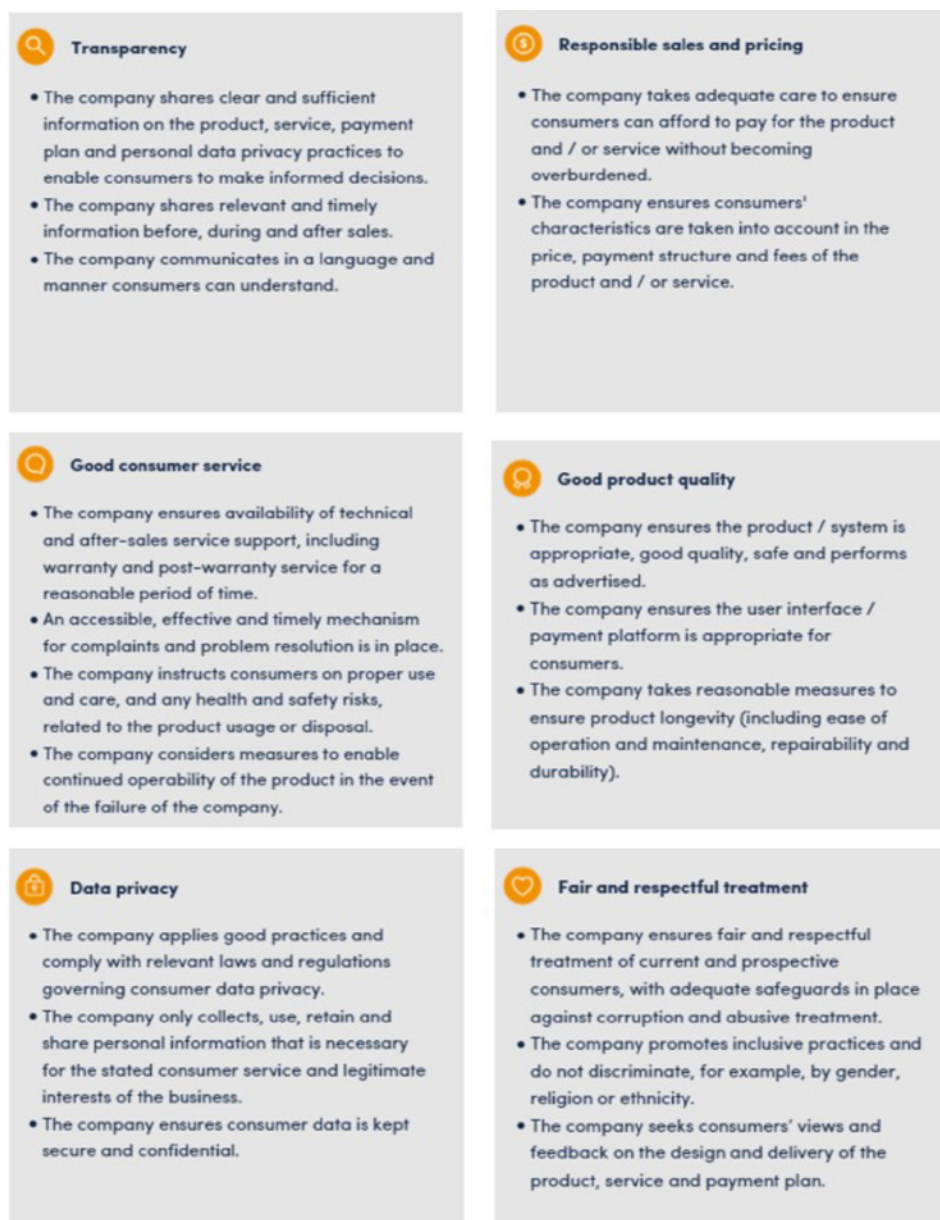 Transparency
• The company shares clear and sufficient
information on the product, service, payment
plan and personal data privacy practices to
enable consumers to make informed decisions.
• The company shares relevant and timely
information before, during and after sales.
• The company communicates in a language and
manner consumers can understand.
Responsible sales and pricing
• The company takes adequate care to ensure
consumers can afford to pay for the product
and / or service without becoming
overburdened.
• The company ensures consumers'
characteristics are taken into account in the
price, payment structure and fees of the
product and / or service.
Good consumer service
• The company ensures availability of technical
and after-sales service support, including
warranty and post-warranty service for a
reasonable period of time.
• An accessible, effective and timely mechanism
for complaints and problem resolution is in place.
• The company instructs consumers on proper use
and care, and any health and safety risks,
related to the product usage or disposal.
• The company considers measures to enable
continued operability of the product in the event
of the failure of the company.
Good product quality
• The company ensures the product / system is
appropriate, good quality, safe and performs
as advertised.
• The company ensures the user interface /
payment platform is appropriate for
consumers.
• The company takes reasonable measures to
ensure product longevity (including ease of
operation and maintenance, repairability and
durability).
Data privacy
• The company applies good practices and
comply with relevant laws and regulations
governing consumer data privacy.
• The company only collects, use, retain and
share personal information that is necessary
for the stated consumer service and legitimate
interests of the business.
• The company ensures consumer data is kept
secure and confidential.
Fair and respectful treatment
• The company ensures fair and respectful
treatment of current and prospective
consumers, with adequate safeguards in place
against corruption and abusive treatment.
• The company promotes inclusive practices and
do not discriminate, for example, by gender,
religion or ethnicity.
• The company seeks consumers' views and
feedback on the design and delivery of the
product, service and payment plan.